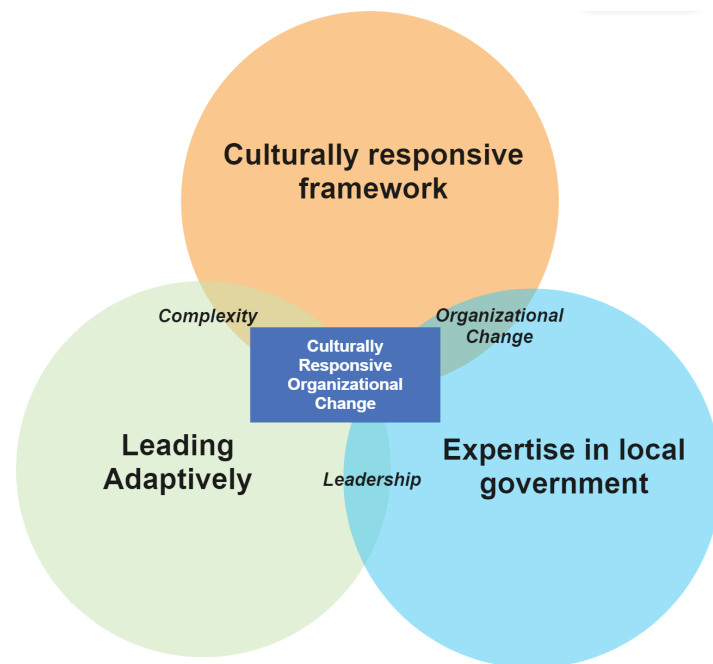 Culturally responsive
framework
Complexity
Organizational
Change
Culturally
Responsive
Organizational
Change
Leading
Adaptively
Expertise in local
government
Leadership